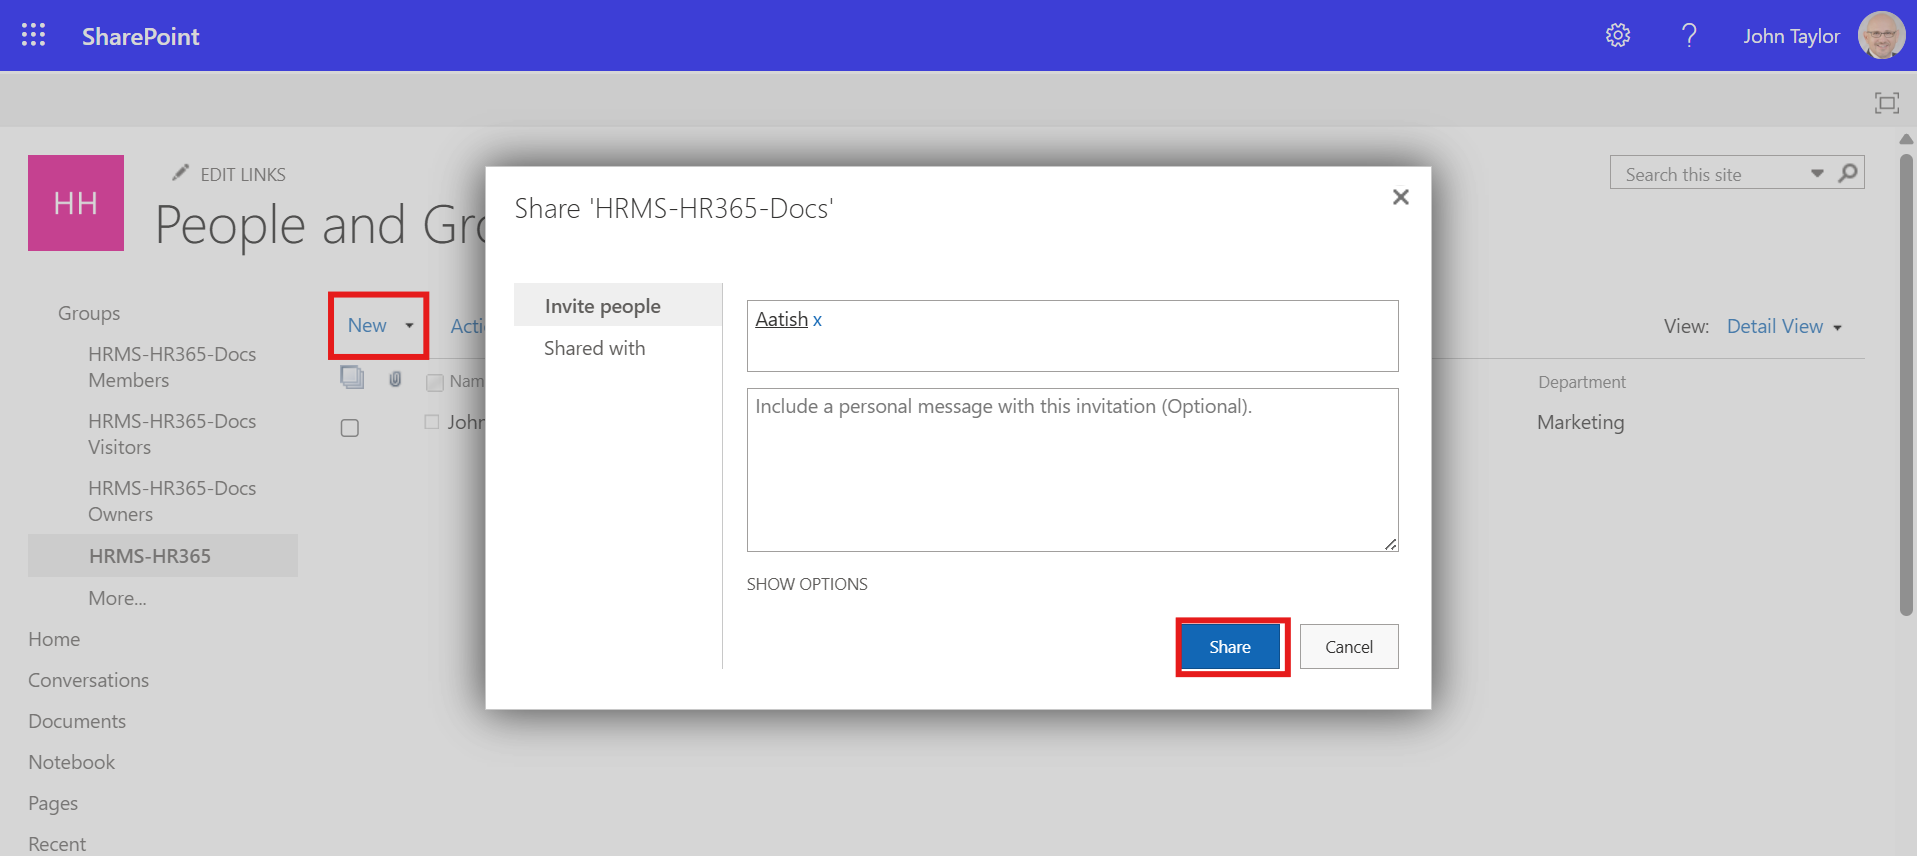 SharePoint
John Taylor
EDIT LINKS
HH
People and Gro
Search this site
Share 'HRMS-HR365-Docs'
Invite people
Shared with
Aatish x
Include a personal message with this invitation (Optional).
SHOW OPTIONS
Share
Cancel
Groups
HRMS-HR365-Docs
Members
HRMS-HR365-Docs
Visitors
HRMS-HR365-Docs
Owners
HRMS-HR365
More...
Home
Conversations
Documents
Notebook
Pages
Recent
New
Acti
View: Detail View
Nam
Department
John
Marketing